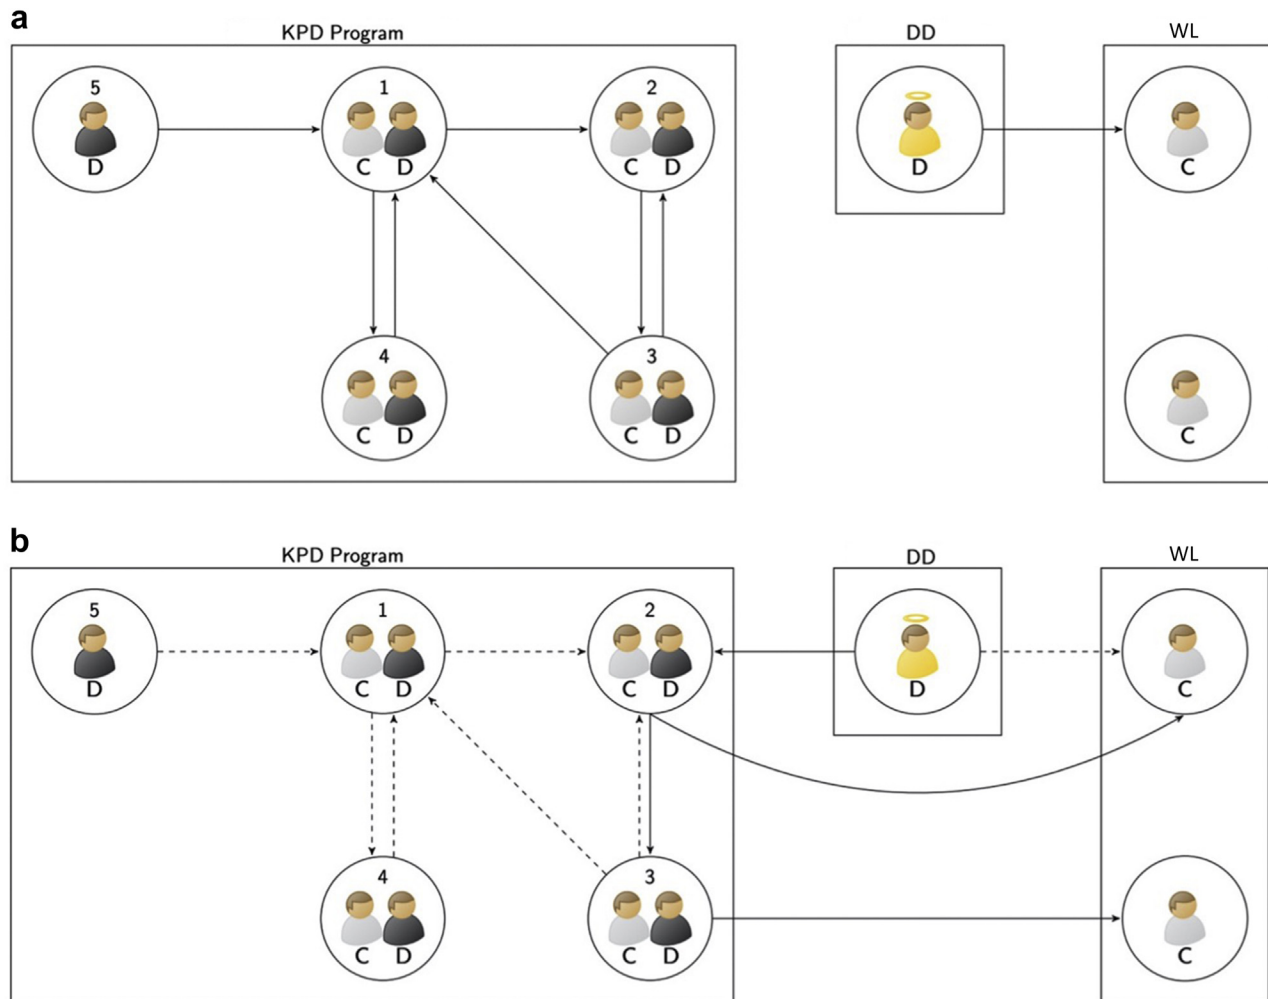 a
KPD Program DD WL
5 1 2
D C D C D D C
4 3
C D C D C
b
KPD Program DD WL
5 1 2
D C D C D D C
4 3
C D C D C